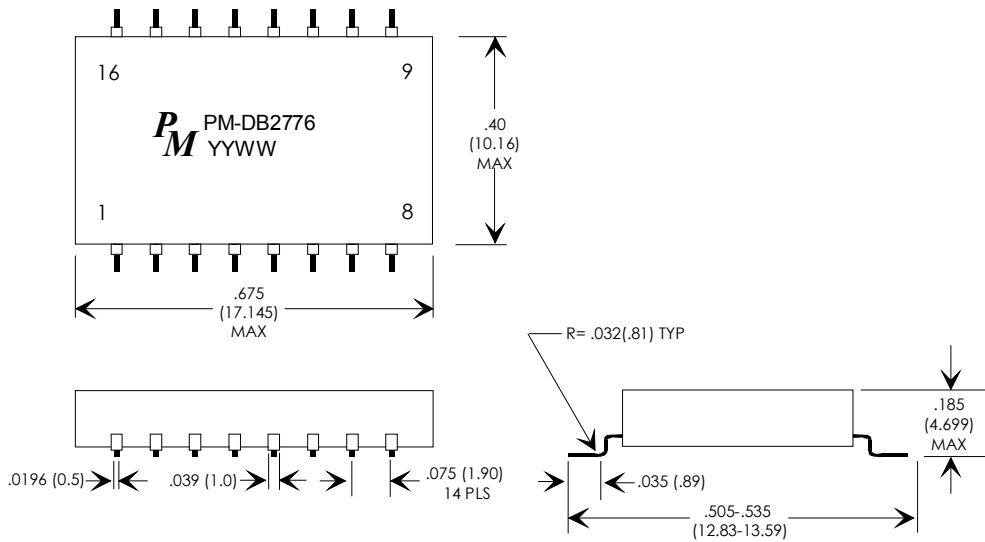 16
9
PM PM-DB2776
YYWW
1
8
.40
(10.16)
MAX
.675
(17.145)
MAX
R= .032(.81) TYP
.185
(4.699)
MAX
.0196 (0.5)
.039 (1.0)
.075 (1.90)
14 PLS
.035 (.89)
.505-.535
(12.83-13.59)